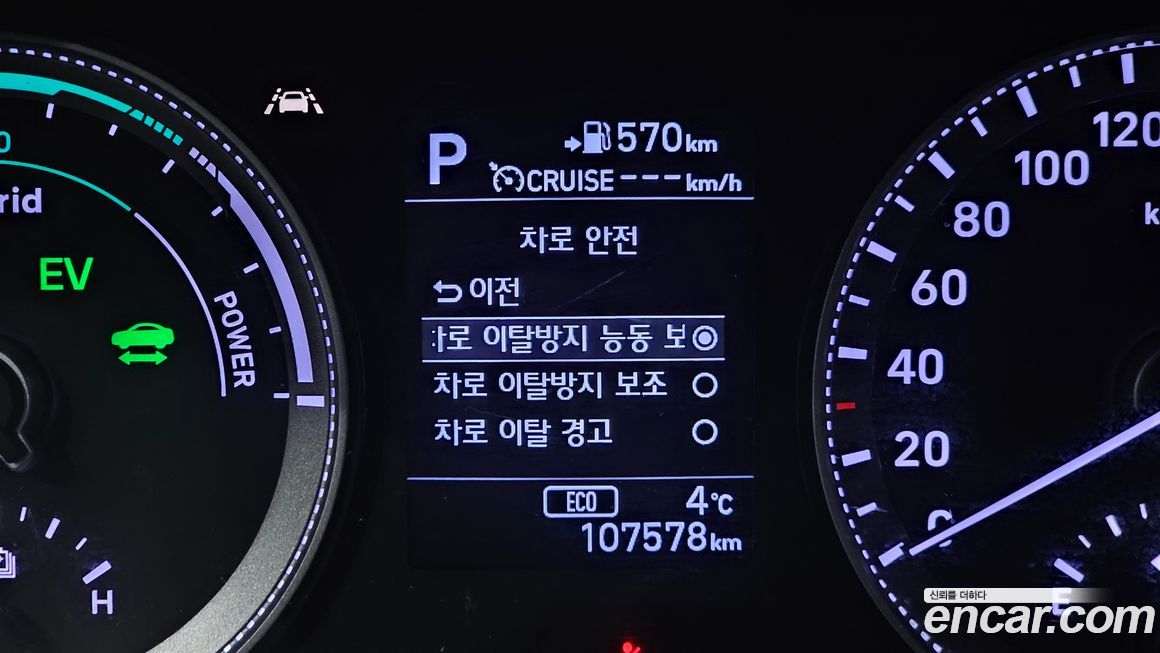 P
570km
CRUISE---km/h
차로 안전
이전
차로 이탈방지 능동 보
차로 이탈방지 보조
차로 이탈 경고
ECO
4°C
107578km
rid
EV
POWER
H
120
100
80
60
40
20
0
k
E
신뢰를 더하다
encar.com